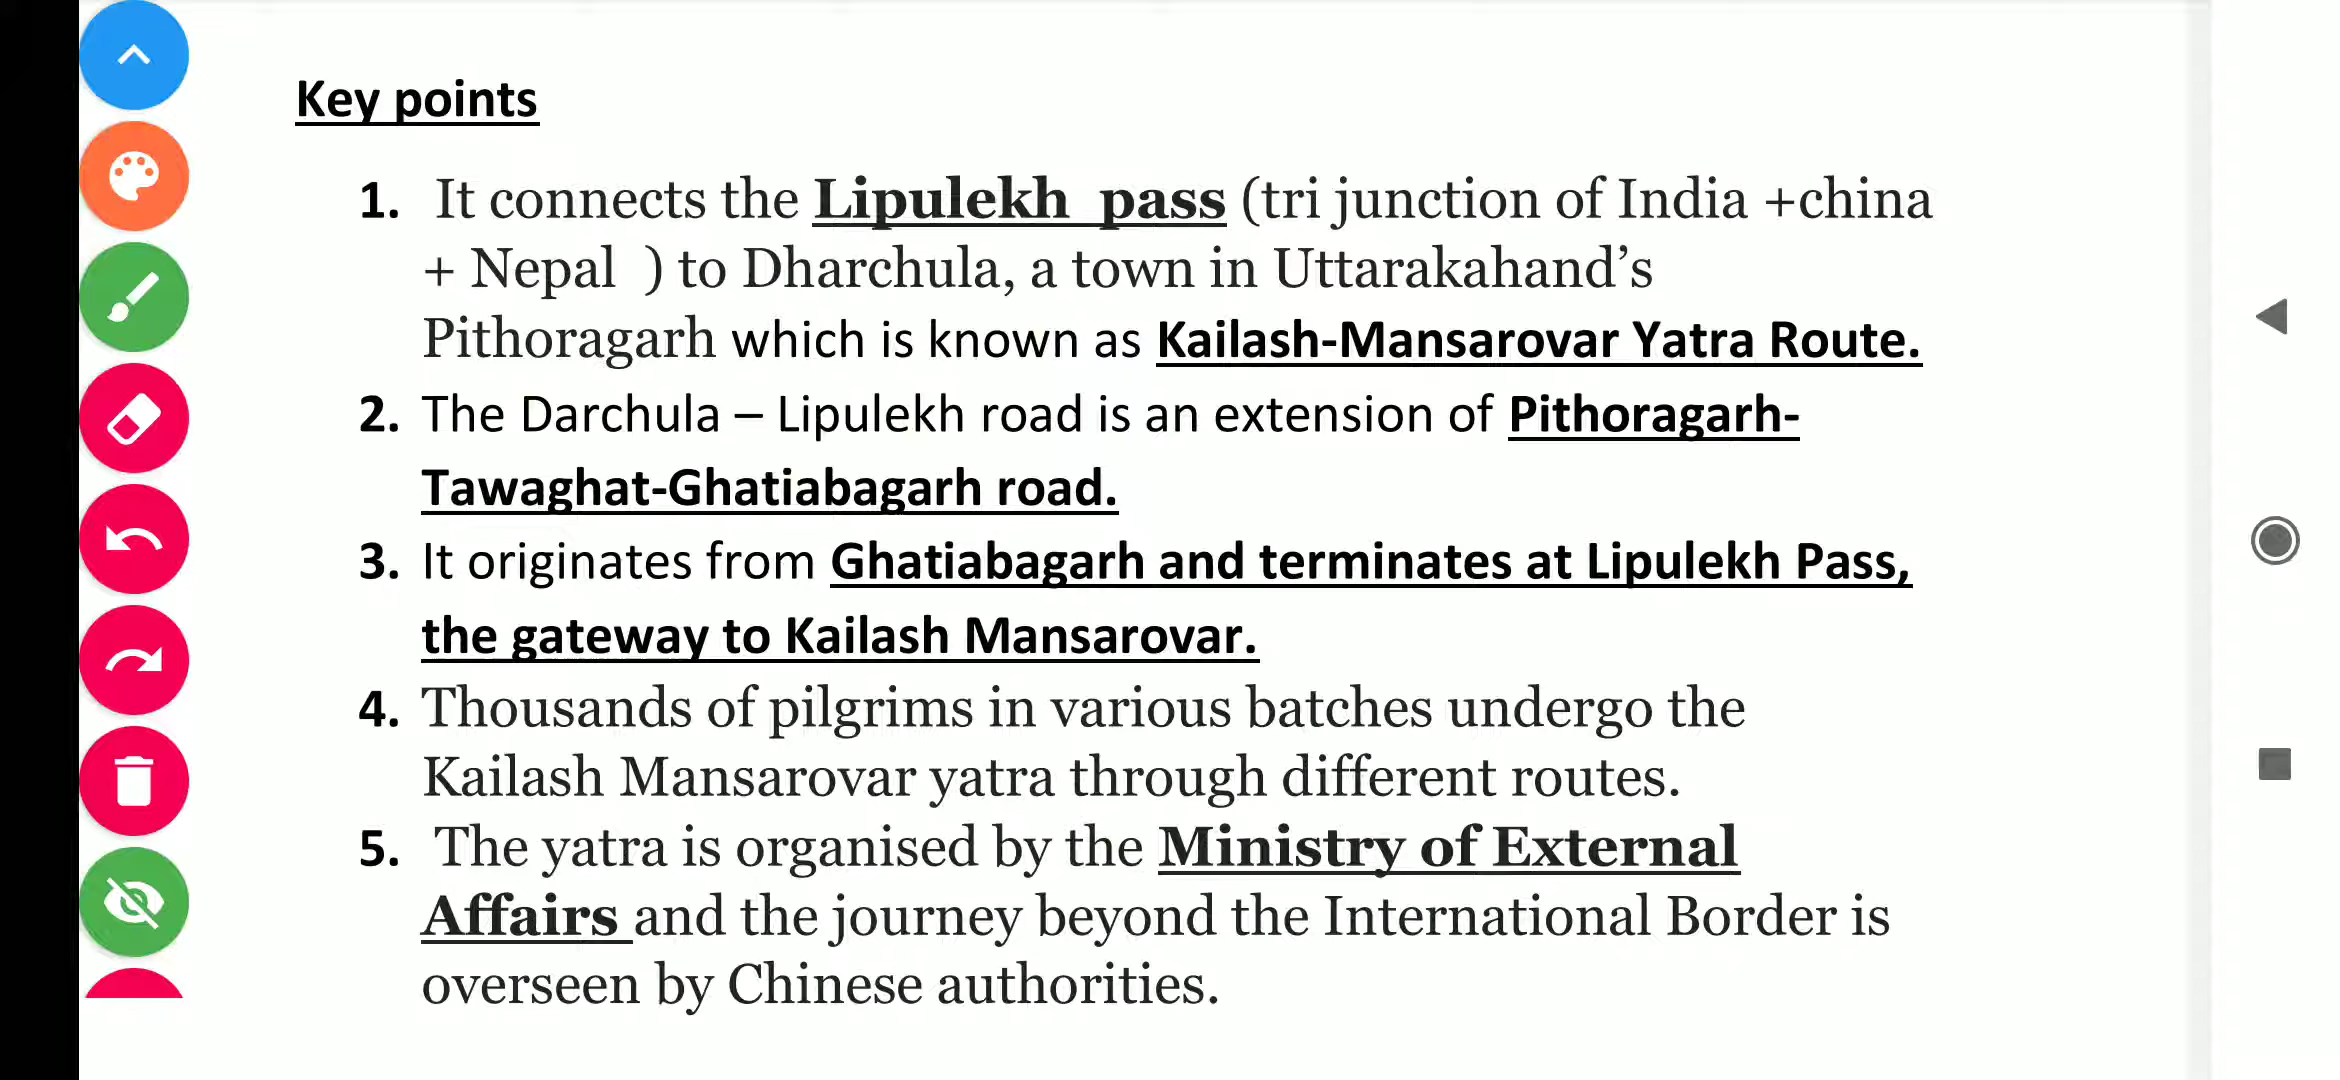 Key points
1. It connects the Lipulekh pass (tri junction of India +china
+ Nepal ) to Dharchula, a town in Uttarakahand’s
Pithoragarh which is known as Kailash-Mansarovar Yatra Route.
2. The Darchula – Lipulekh road is an extension of Pithoragarh-
Tawaghat-Ghatiabagarh road.
3. It originates from Ghatiabagarh and terminates at Lipulekh Pass,
the gateway to Kailash Mansarovar.
4. Thousands of pilgrims in various batches undergo the
Kailash Mansarovar yatra through different routes.
5. The yatra is organised by the Ministry of External
Affairs and the journey beyond the International Border is
overseen by Chinese authorities.